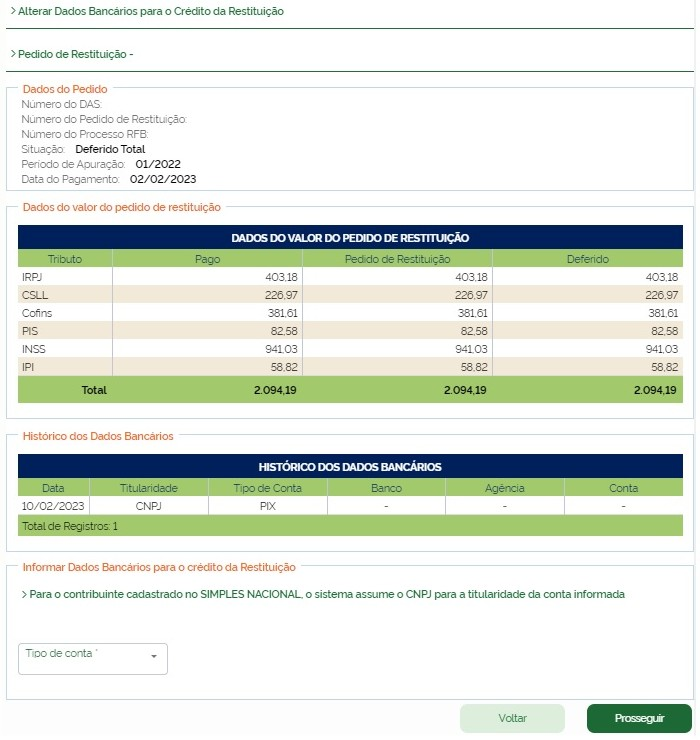 > Alterar Dados Bancários para o Crédito da Restituição
> Pedido de Restituição -
Dados do Pedido
Número do DAS:
Número do Pedido de Restituição:
Número do Processo RFB:
Situação: Deferido Total
Período de Apuração: 01/2022
Data do Pagamento: 02/02/2023
Dados do valor do pedido de restituição
DADOS DO VALOR DO PEDIDO DE RESTITUIÇÃO
Tributo Pago Pedido de Restituição Deferido
IRPJ 403,18 403,18 403,18
CSLL 226,97 226,97 226,97
Cofins 381,61 381,61 381,61
PIS 82,58 82,58 82,58
INSS 941,03 941,03 941,03
IPI 58,82 58,82 58,82
Total 2.094,19 2.094,19 2.094,19
Histórico dos Dados Bancários
HISTÓRICO DOS DADOS BANCÁRIOS
Data Titularidade Tipo de Conta Banco Agência Conta
10/02/2023 CNPJ PIX - - -
Total de Registros: 1
Informar Dados Bancários para o crédito da Restituição
> Para o contribuinte cadastrado no SIMPLES NACIONAL, o sistema assume o CNPJ para a titularidade da conta informada
Tipo de conta *
Voltar Prosseguir